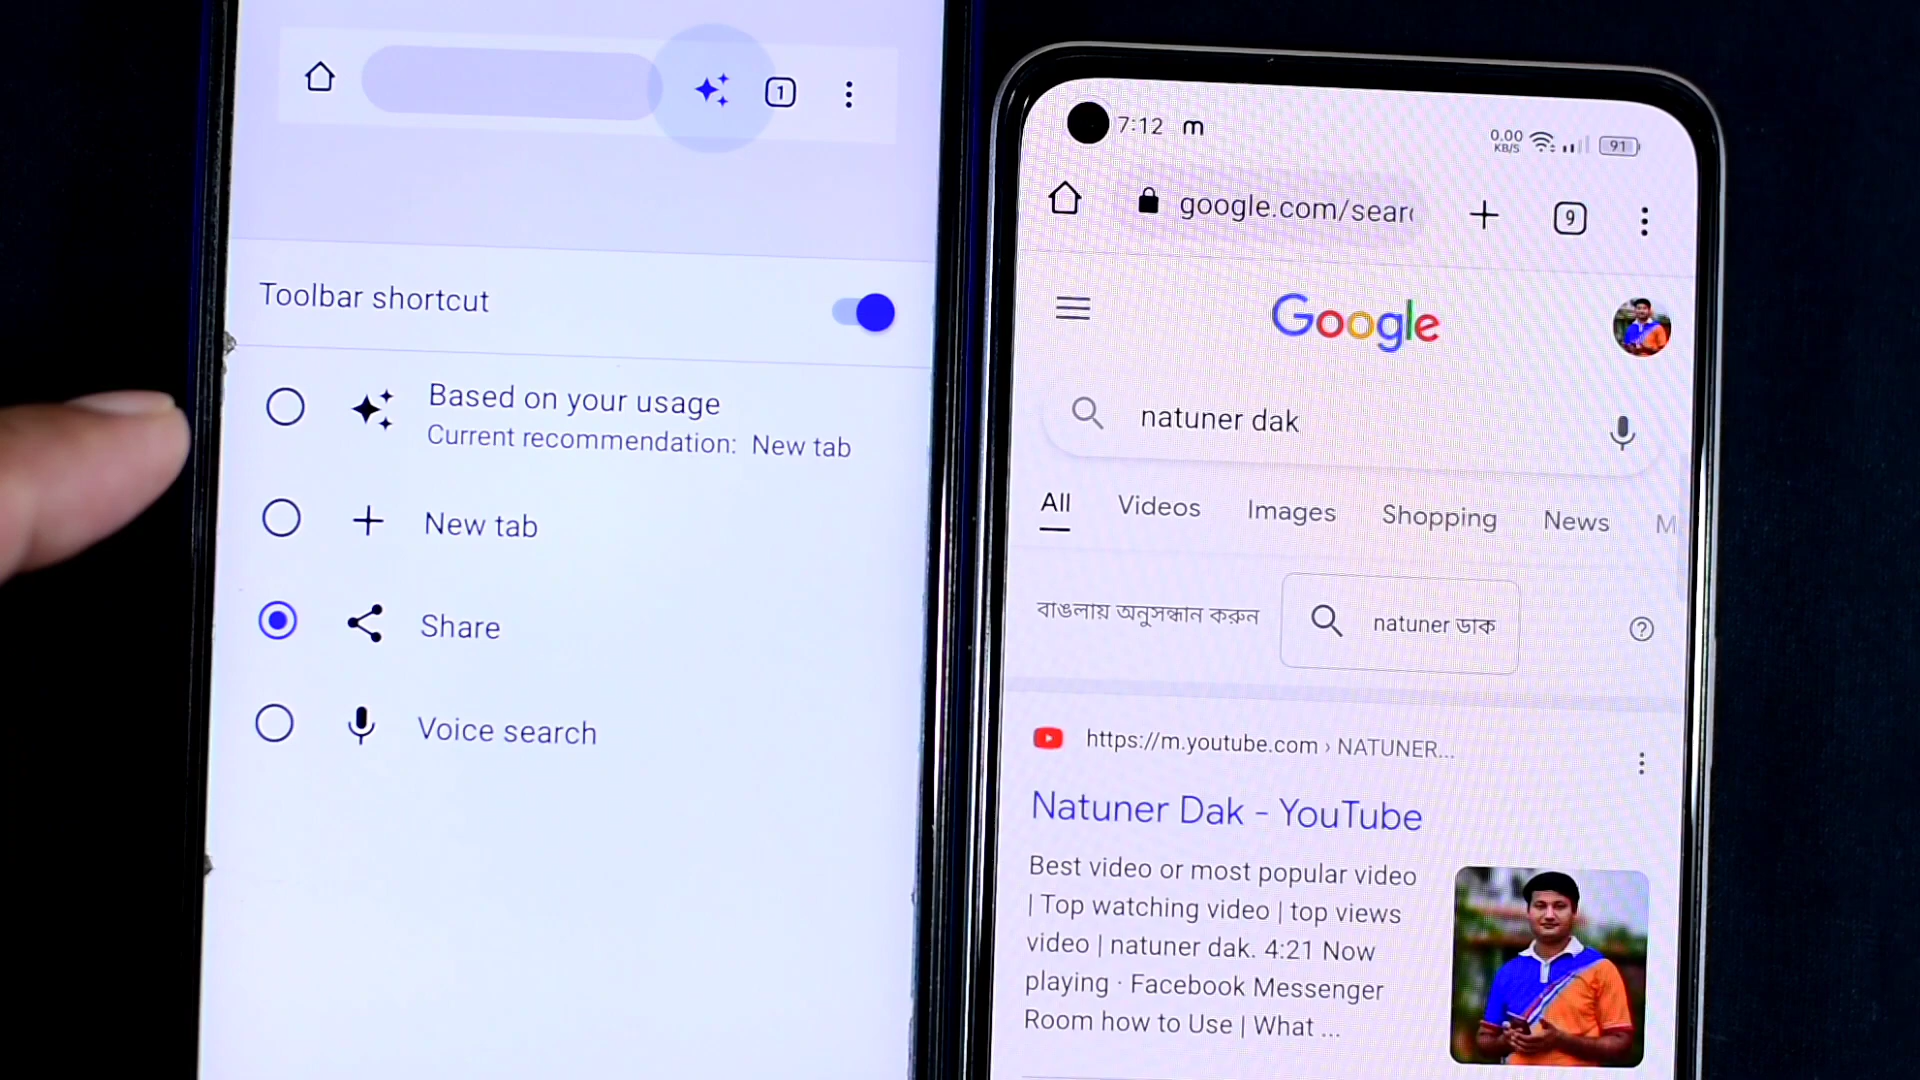 1
Toolbar shortcut
Based on your usage
Current recommendation: New tab
New tab
Share
Voice search
7:12 m
0.00
KB/S
91
google.com/sear
9
Google
natuner dak
All Videos Images Shopping News M
বাঙলায় অনুসন্ধান করুন
natuner ডাক
?
https://m.youtube.com › NATUNER...
Natuner Dak - YouTube
Best video or most popular video
| Top watching video | top views
video | natuner dak. 4:21 Now
playing · Facebook Messenger
Room how to Use | What ...